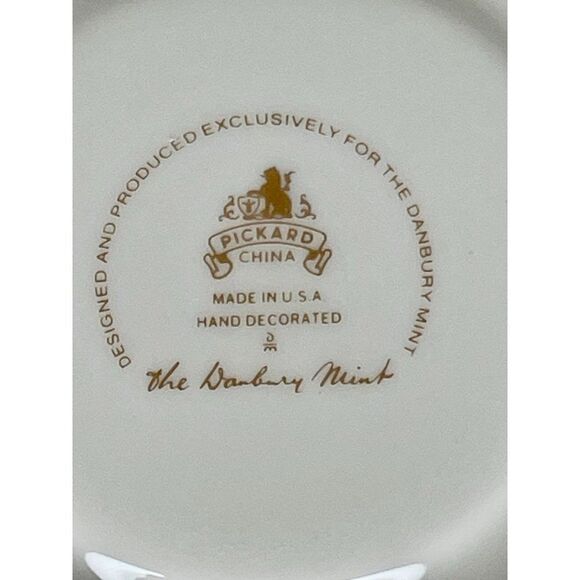 DESIGNED AND PRODUCED EXCLUSIVELY FOR THE DANBURY MINT
PICKARD
CHINA
MADE IN U.S.A
HAND DECORATED
The Danbury Mint